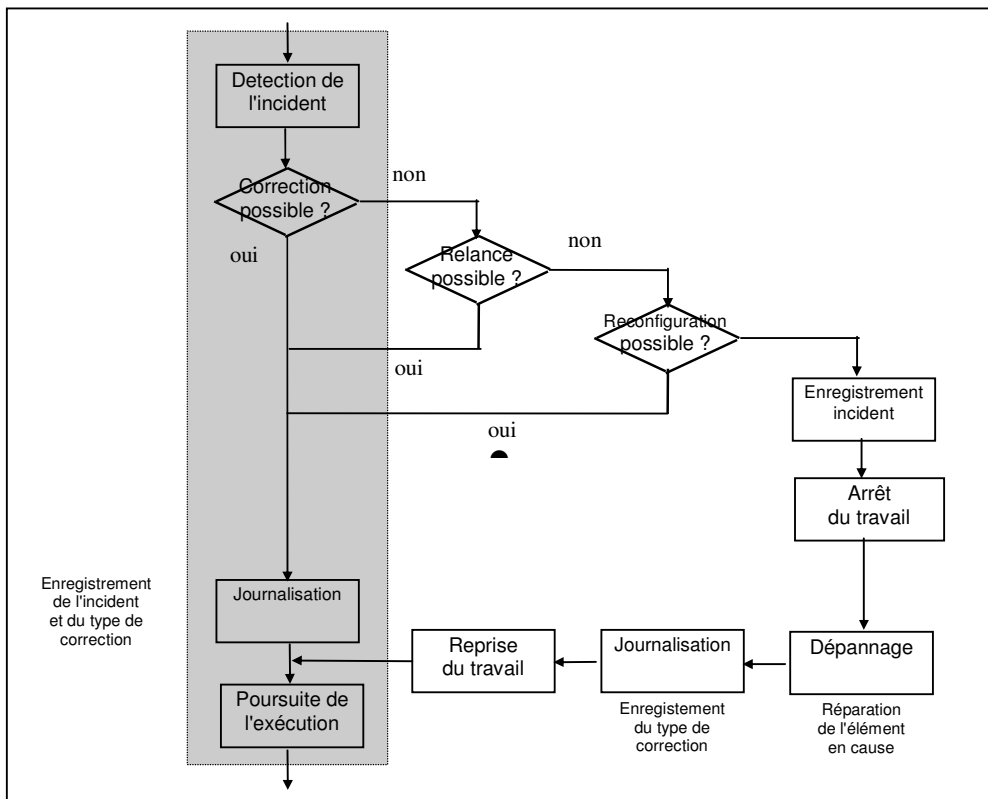 Detection de
l'incident
Correction
possible ?
non
oui
Relance
possible ?
non
oui
Reconfiguration
possible ?
oui
Enregistrement
incident
Arrêt
du travail
Enregistrement
de l'incident
et du type de
correction
Journalisation
Reprise
du travail
Journalisation
Dépannage
Poursuite de
l'exécution
Enregistement
du type de
correction
Réparation
de l'élément
en cause